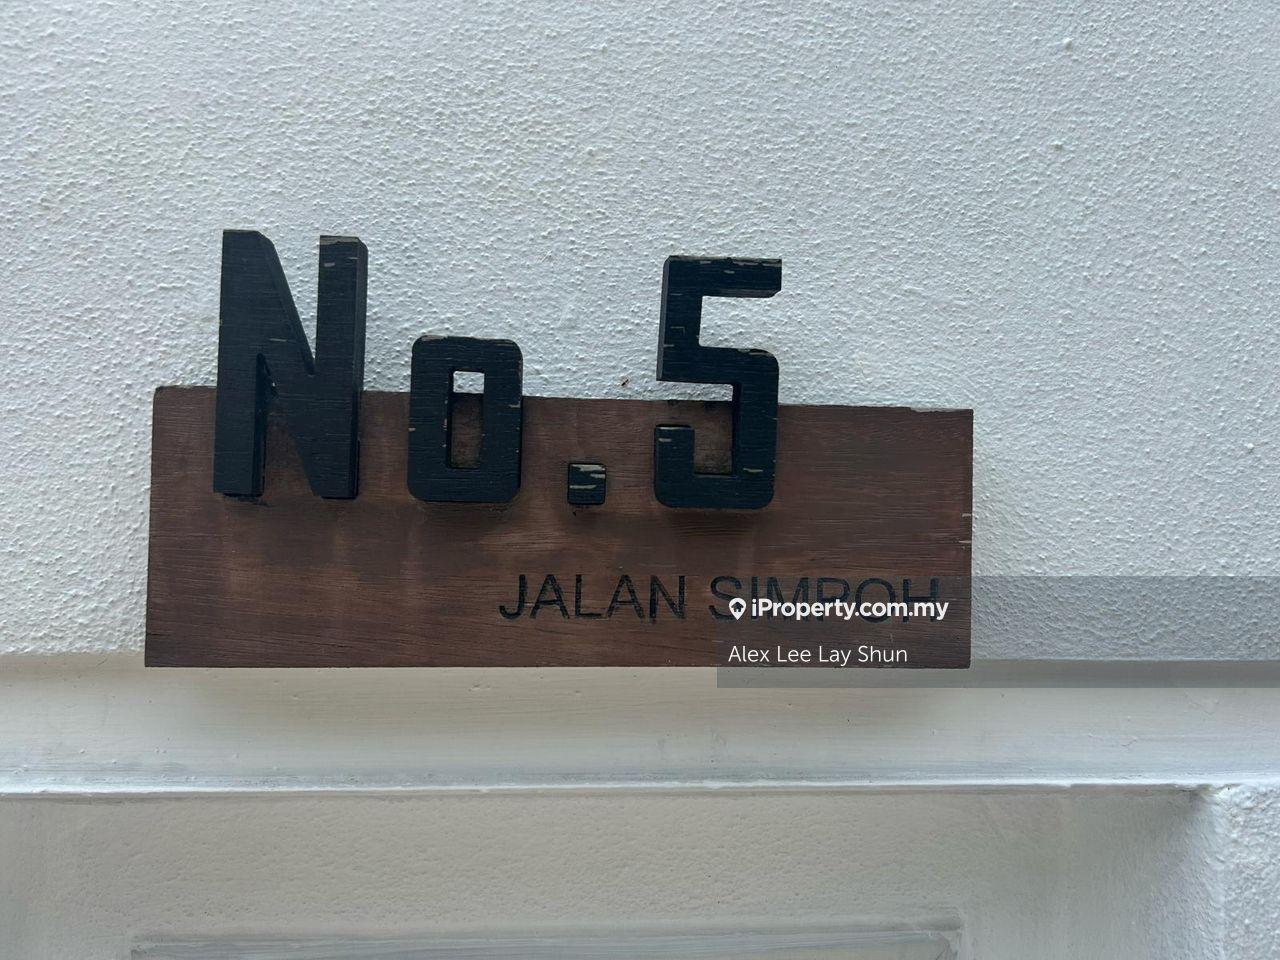 No.5
JALAN SIMPOH
iProperty.com.my
Alex Lee Lay Shun